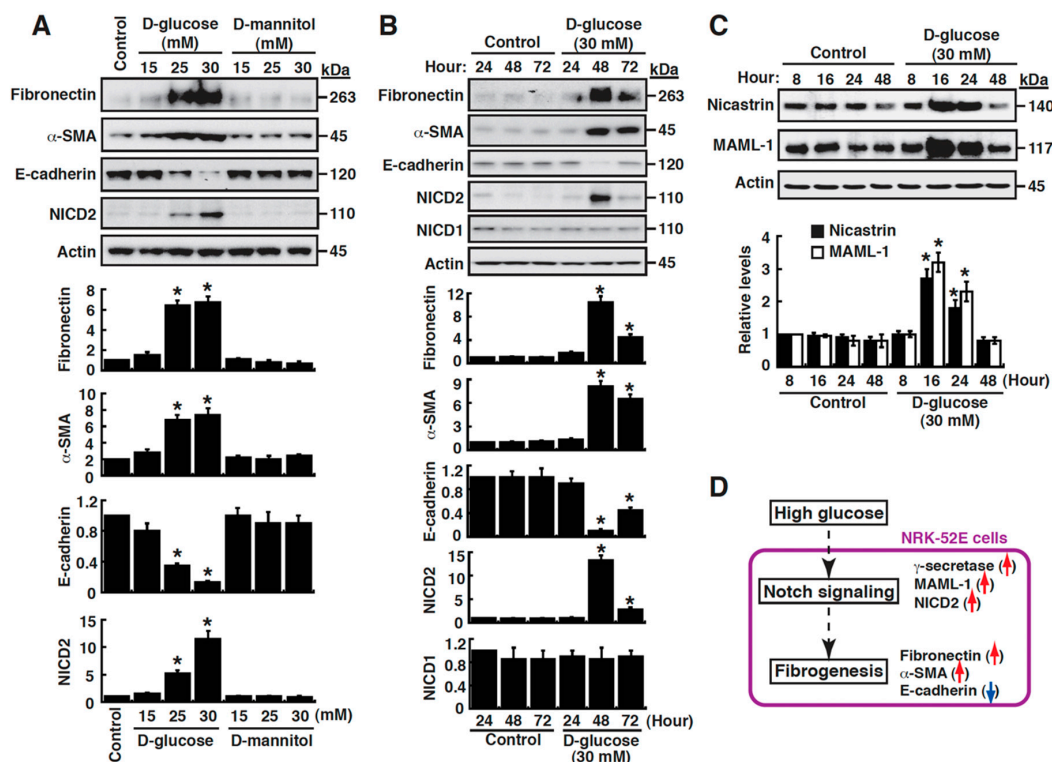 A
Control
D-glucose
(mM)
D-mannitol
(mM)
15 25 30 15 25 30 kDa
Fibronectin 263
α-SMA 45
E-cadherin 120
NICD2 110
Actin 45
Fibronectin
8
6
4
2
0
* *
α-SMA
10
8
6
4
2
0
* *
E-cadherin
1.2
0.8
0.4
0
* *
NICD2
15
10
5
0
* *
Control
15 25 30 15 25 30 (mM)
D-glucose D-mannitol
B
Control
D-glucose
(30 mM)
Hour: 24 48 72 24 48 72 kDa
Fibronectin 263
α-SMA 45
E-cadherin 120
NICD2 110
NICD1 110
Actin 45
Fibronectin
12
8
4
0
* *
α-SMA
9
6
3
0
* *
E-cadherin
1.2
0.8
0.4
0
* *
NICD2
15
10
5
0
* *
NICD1
1.2
0.8
0.4
0
24 48 72 24 48 72 (Hour)
Control D-glucose
(30 mM)
C
Control
D-glucose
(30 mM)
Hour: 8 16 24 48 8 16 24 48 kDa
Nicastrin 140
MAML-1 117
Actin 45
Nicastrin
MAML-1
Relative levels
4
3
2
1
0
* * * *
8 16 24 48 8 16 24 48 (Hour)
Control D-glucose
(30 mM)
D
High glucose
NRK-52E cells
Notch signaling
γ-secretase (↑)
MAML-1 (↑)
NICD2 (↑)
Fibrogenesis
Fibronectin (↑)
α-SMA (↑)
E-cadherin (↓)